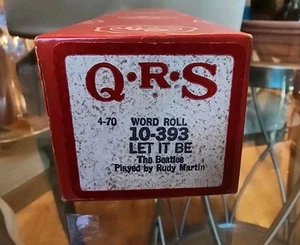 Q·R·S
4-70 WORD ROLL
10-393
LET IT BE
The Beatles
Played by Rudy Martin